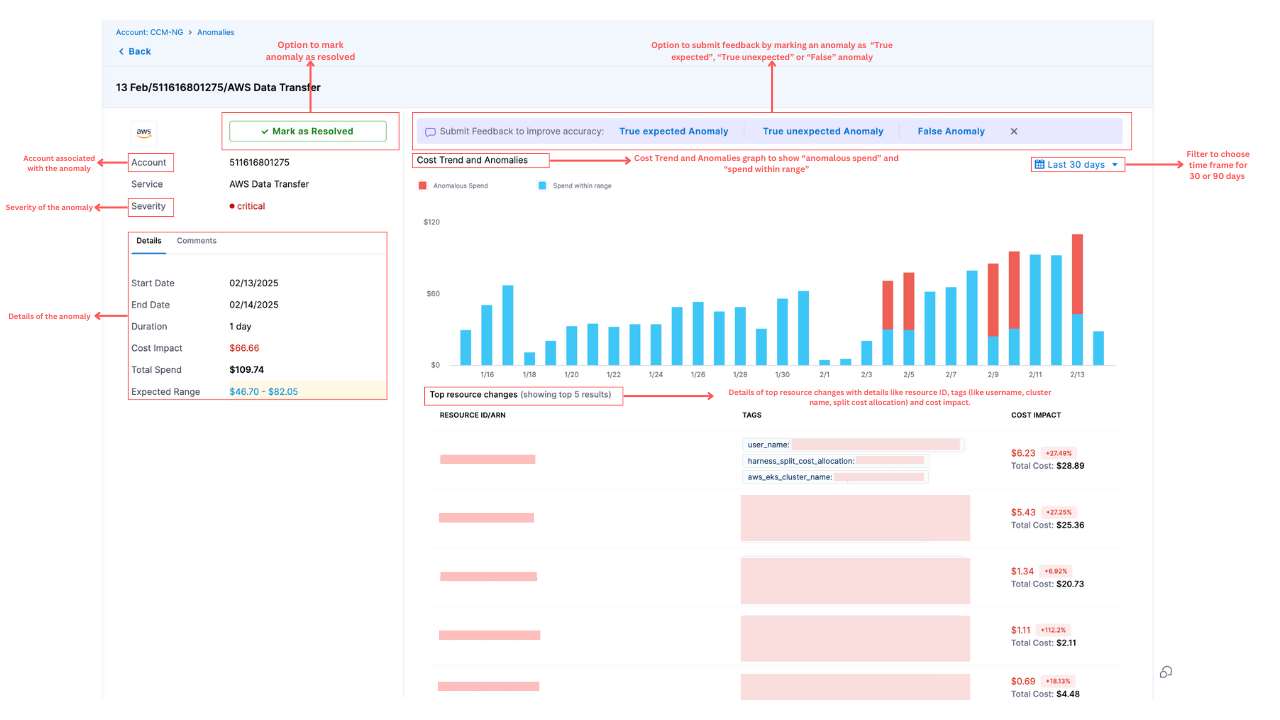 Account: CCM-NG > Anomalies
Back
Option to mark
anomaly as resolved
Option to submit feedback by marking an anomaly as “True
expected”, “True unexpected” or “False” anomaly
13 Feb/511616801275/AWS Data Transfer
aws
Mark as Resolved
Submit Feedback to improve accuracy: True expected Anomaly True unexpected Anomaly False Anomaly
Account associated
with the anomaly
Account 511616801275
Service AWS Data Transfer
Severity of the anomaly
Severity critical
Cost Trend and Anomalies
Cost Trend and Anomalies graph to show “anomalous spend” and
“spend within range”
Last 30 days
Filter to choose
time frame for
30 or 90 days
Anomalous Spend Spend within range
Details Comments
Details of the anomaly
Start Date 02/13/2025
End Date 02/14/2025
Duration 1 day
Cost Impact $66.66
Total Spend $109.74
Expected Range $46.70 - $82.05
$120
$60
$0
1/16 1/18 1/20 1/22 1/24 1/26 1/28 1/30 2/1 2/3 2/5 2/7 2/9 2/11 2/13
Top resource changes (showing top 5 results)
Details of top resource changes with details like resource ID, tags (like username, cluster
name, split cost allocation) and cost impact.
RESOURCE ID/ARN TAGS COST IMPACT
user_name:
harness_split_cost_allocation:
aws_eks_cluster_name:
$6.23 +27.49%
Total Cost: $28.89
$5.43 +27.25%
Total Cost: $25.36
$1.34 +6.92%
Total Cost: $20.73
$1.11 +112.2%
Total Cost: $2.11
$0.69 +18.13%
Total Cost: $4.48